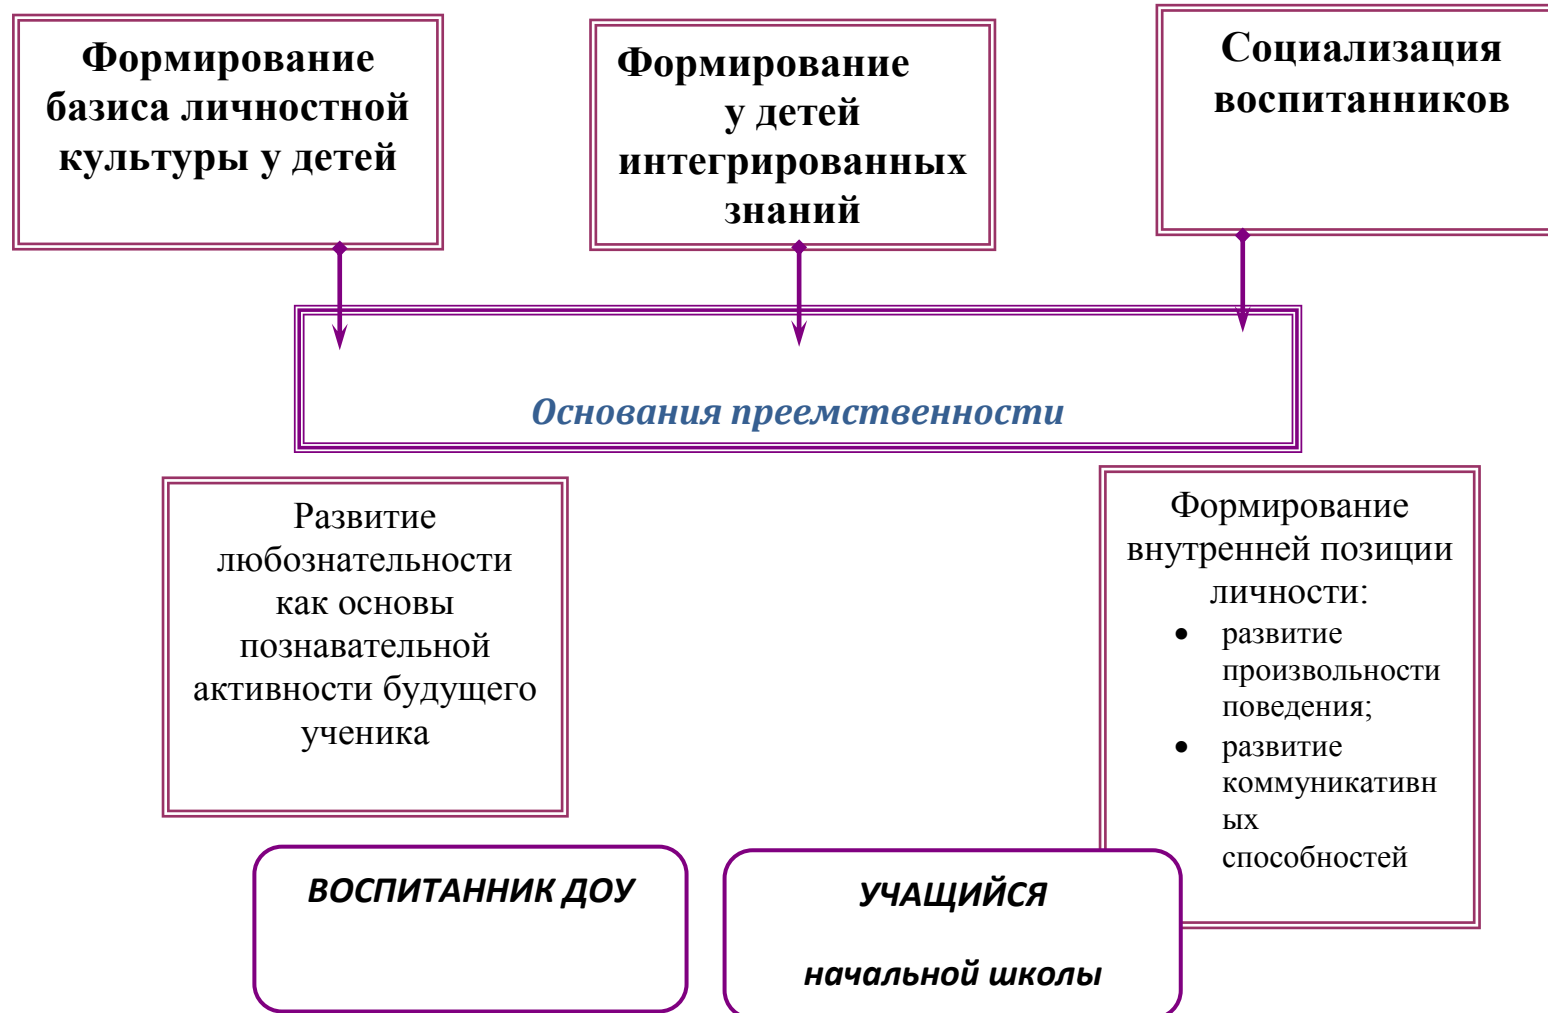 Формирование
базиса личностной
культуры у детей
Формирование
у детей
интегрированных
знаний
Социализация
воспитанников
Основания преемственности
Развитие
любознательности
как основы
познавательной
активности будущего
ученика
Формирование
внутренней позиции
личности:
• развитие
произвольности
поведения;
• развитие
коммуникативн
ых
способностей
ВОСПИТАННИК ДОУ
УЧАЩИЙСЯ
начальной школы